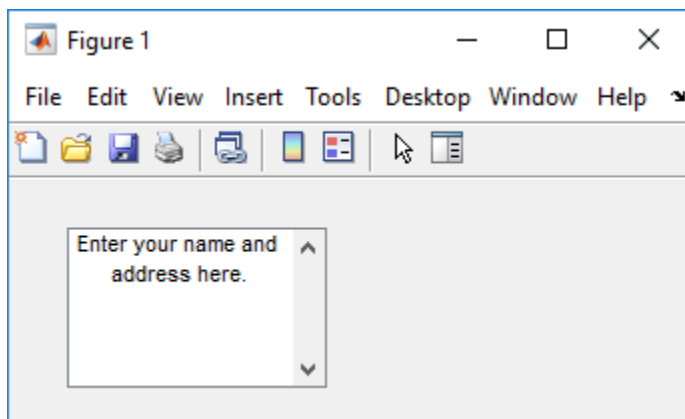 Figure 1
File Edit View Insert Tools Desktop Window Help
Enter your name and
address here.